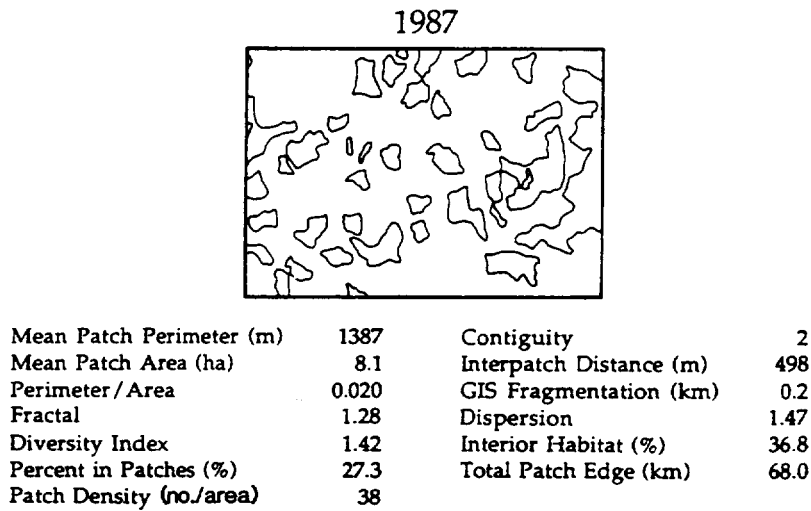 1987
Mean Patch Perimeter (m) 1387
Mean Patch Area (ha) 8.1
Perimeter/Area 0.020
Fractal 1.28
Diversity Index 1.42
Percent in Patches (%) 27.3
Patch Density (no./area) 38
Contiguity 2
Interpatch Distance (m) 498
GIS Fragmentation (km) 0.2
Dispersion 1.47
Interior Habitat (%) 36.8
Total Patch Edge (km) 68.0